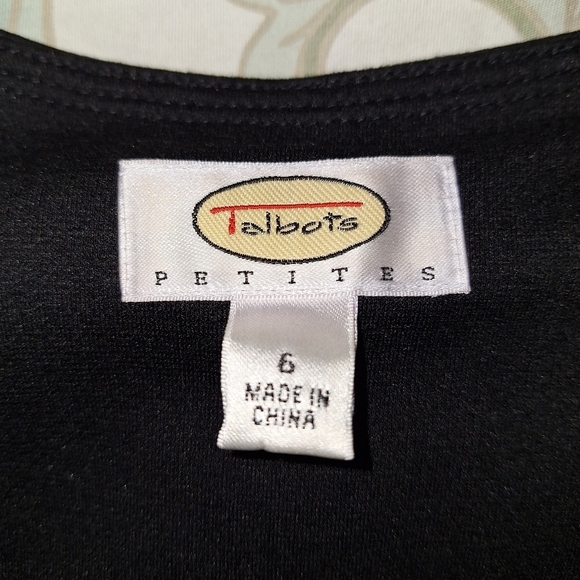 Talbots
PETITES
6
MADE IN
CHINA